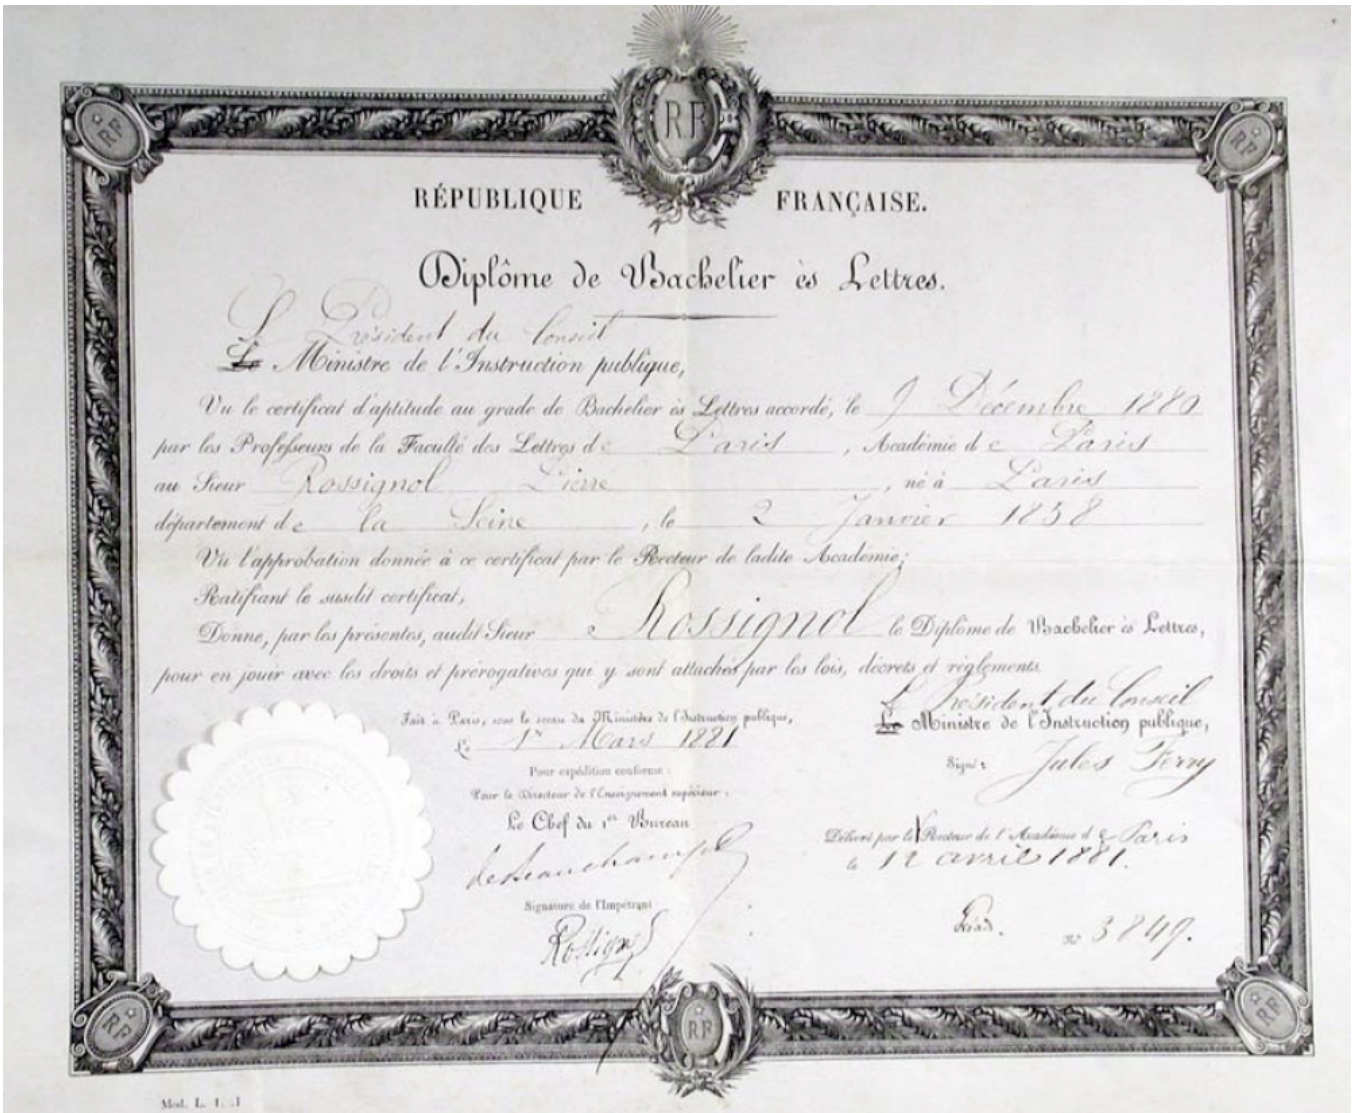 RF
RF
RF
RÉPUBLIQUE FRANÇAISE.
Diplôme de Bachelier ès Lettres.
Président du Conseil
Le Ministre de l'Instruction publique,
Vu le certificat d'aptitude au grade de Bachelier ès Lettres accordé, le 9 Décembre 1880
par les Professeurs de la Faculté des Lettres de Paris, Académie de Paris
au Sieur Rossignol Pierre, né à Paris
département de la Seine, le 2 Janvier 1858
Vu l'approbation donnée à ce certificat par le Recteur de ladite Académie;
Ratifiant le susdit certificat,
Donne, par les présentes, audit Sieur Rossignol le Diplôme de Bachelier ès Lettres,
pour en jouir avec les droits et prérogatives qui y sont attachés par les lois, décrets et règlements.
Fait à Paris, sous le sceau du Ministère de l'Instruction publique,
Le 1er Mars 1881
Pour expédition conforme :
Pour le Directeur de l'Enseignement supérieur :
Le Chef du 1er Bureau
de Beauchamp
Signature de l'Impétrant
Rossignol
Président du Conseil
Le Ministre de l'Instruction publique,
Signé : Jules Ferry
Délivré par le Recteur de l'Académie de Paris
le 12 avril 1881.
No 3849.
RF
RF
RF
Mod. L. 1.